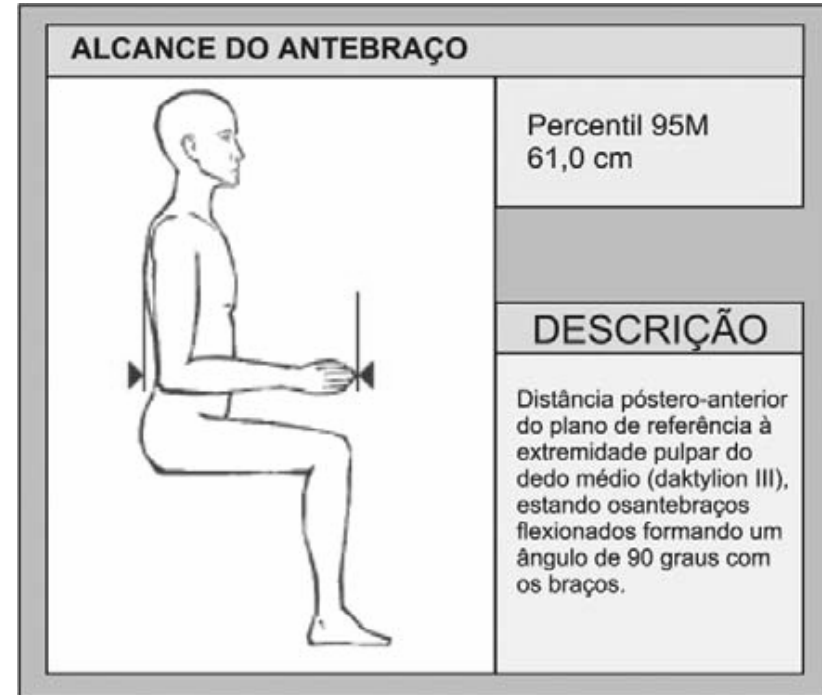 ALCANCE DO ANTEBRAÇO
Percentil 95M
61,0 cm
DESCRIÇÃO
Distância póstero-anterior
do plano de referência à
extremidade pulpar do
dedo médio (daktylion III),
estando osantebraços
flexionados formando um
ângulo de 90 graus com
os braços.